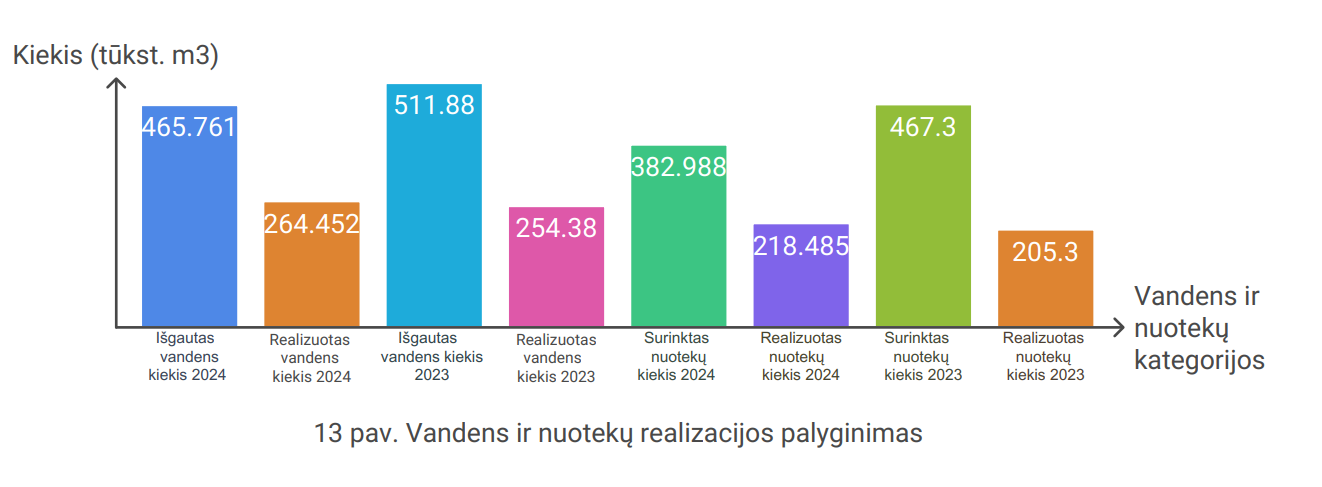 Kiekis (tūkst. m3)
465.761
264.452
511.88
254.38
382.988
218.485
467.3
205.3
Išgautas
vandens
kiekis 2024
Realizuotas
vandens
kiekis 2024
Išgautas
vandens kiekis
2023
Realizuotas
vandens
kiekis 2023
Surinktas
nuotekų
kiekis 2024
Realizuotas
nuotekų
kiekis 2024
Surinktas
nuotekų
kiekis 2023
Realizuotas
nuotekų
kiekis 2023
Vandens ir
nuotekų
kategorijos
13 pav. Vandens ir nuotekų realizacijos palyginimas